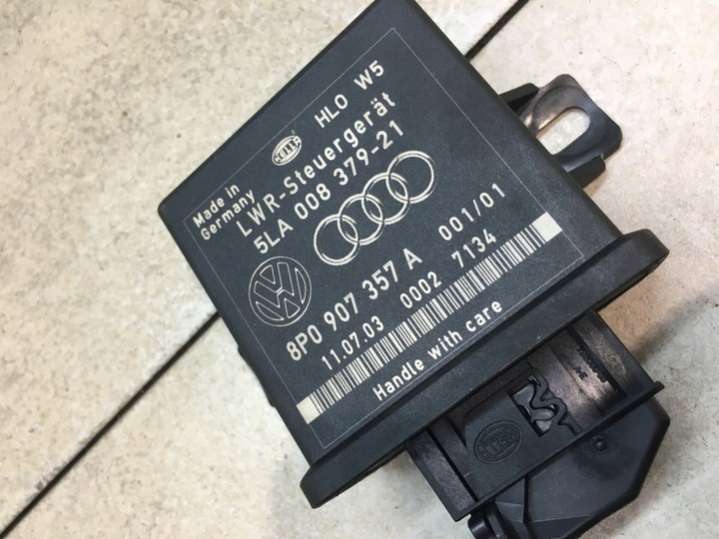 Made in
Germany
HELLA
HLO W5
LWR-Steuergerät
5LA 008 379-21
8P0 907 357 A 001/01
11.07.03 0002 7134
Handle with care